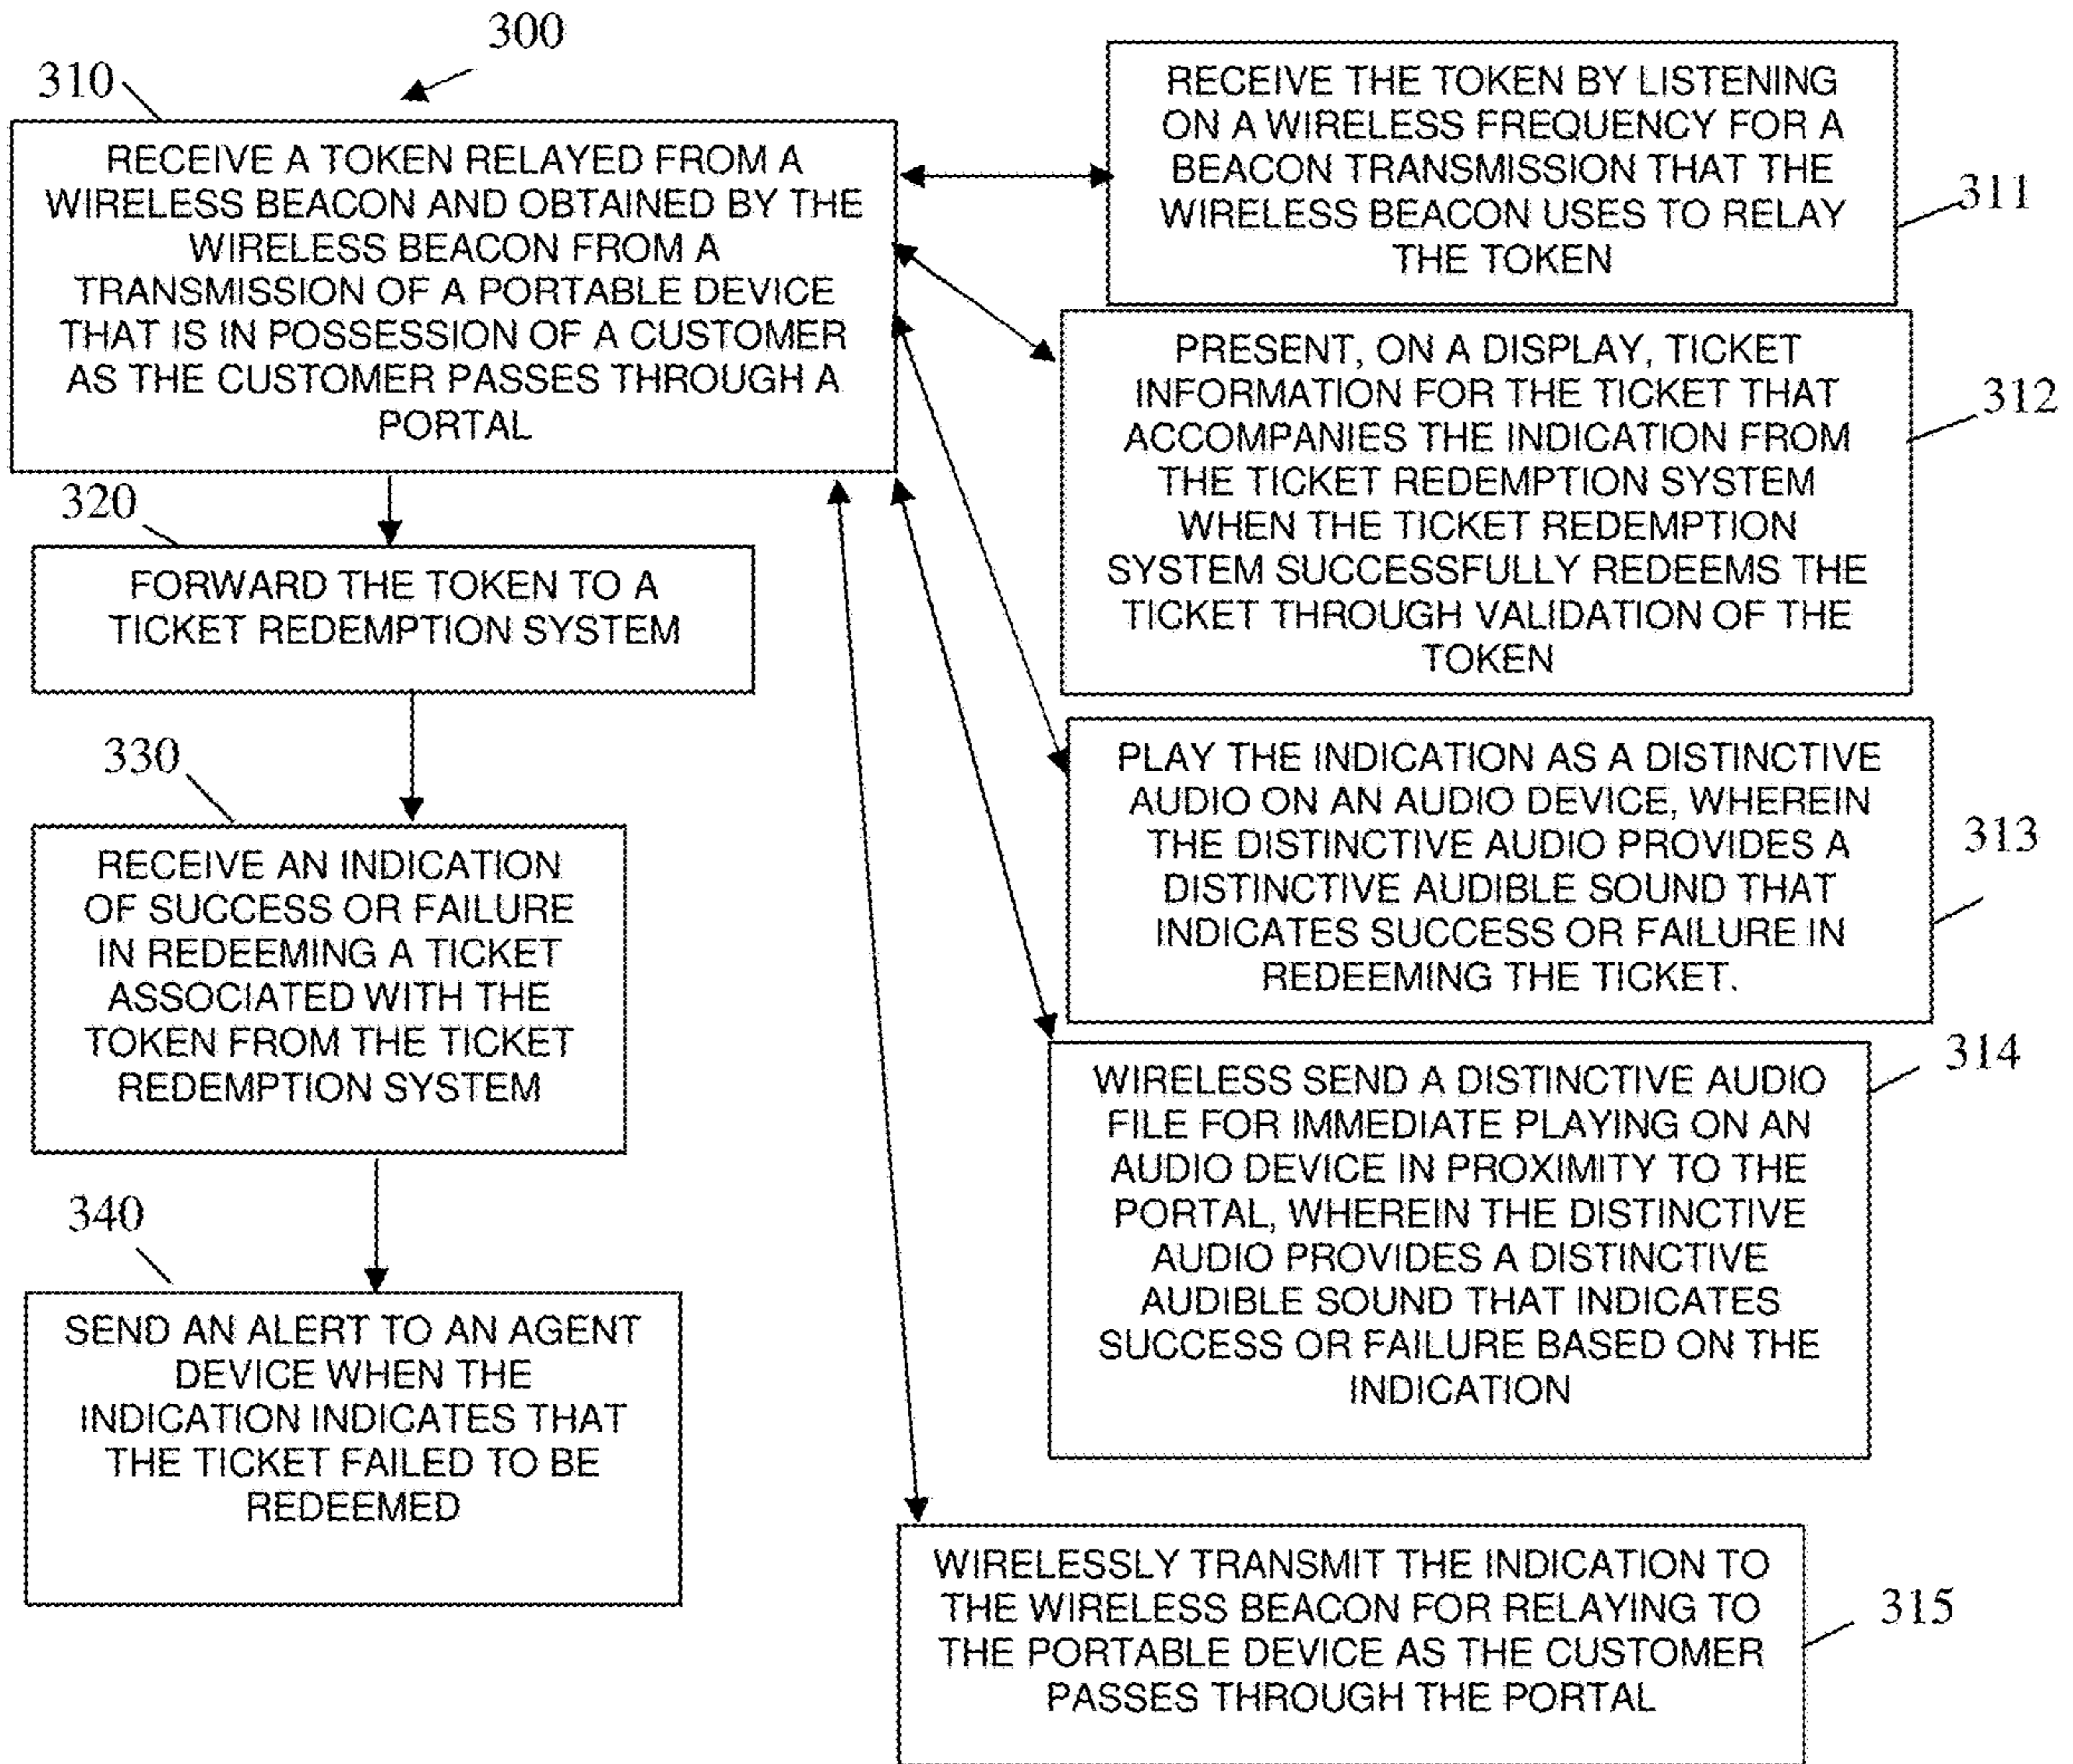 300
310
RECEIVE A TOKEN RELAYED FROM A
WIRELESS BEACON AND OBTAINED BY THE
WIRELESS BEACON FROM A
TRANSMISSION OF A PORTABLE DEVICE
THAT IS IN POSSESSION OF A CUSTOMER
AS THE CUSTOMER PASSES THROUGH A
PORTAL
320
FORWARD THE TOKEN TO A
TICKET REDEMPTION SYSTEM
330
RECEIVE AN INDICATION
OF SUCCESS OR FAILURE
IN REDEEMING A TICKET
ASSOCIATED WITH THE
TOKEN FROM THE TICKET
REDEMPTION SYSTEM
340
SEND AN ALERT TO AN AGENT
DEVICE WHEN THE
INDICATION INDICATES THAT
THE TICKET FAILED TO BE
REDEEMED
RECEIVE THE TOKEN BY LISTENING
ON A WIRELESS FREQUENCY FOR A
BEACON TRANSMISSION THAT THE
WIRELESS BEACON USES TO RELAY
THE TOKEN
311
PRESENT, ON A DISPLAY, TICKET
INFORMATION FOR THE TICKET THAT
ACCOMPANIES THE INDICATION FROM
THE TICKET REDEMPTION SYSTEM
WHEN THE TICKET REDEMPTION
SYSTEM SUCCESSFULLY REDEEMS THE
TICKET THROUGH VALIDATION OF THE
TOKEN
312
PLAY THE INDICATION AS A DISTINCTIVE
AUDIO ON AN AUDIO DEVICE, WHEREIN
THE DISTINCTIVE AUDIO PROVIDES A
DISTINCTIVE AUDIBLE SOUND THAT
INDICATES SUCCESS OR FAILURE IN
REDEEMING THE TICKET.
313
WIRELESS SEND A DISTINCTIVE AUDIO
FILE FOR IMMEDIATE PLAYING ON AN
AUDIO DEVICE IN PROXIMITY TO THE
PORTAL, WHEREIN THE DISTINCTIVE
AUDIO PROVIDES A DISTINCTIVE
AUDIBLE SOUND THAT INDICATES
SUCCESS OR FAILURE BASED ON THE
INDICATION
314
WIRELESSLY TRANSMIT THE INDICATION TO
THE WIRELESS BEACON FOR RELAYING TO
THE PORTABLE DEVICE AS THE CUSTOMER
PASSES THROUGH THE PORTAL
315